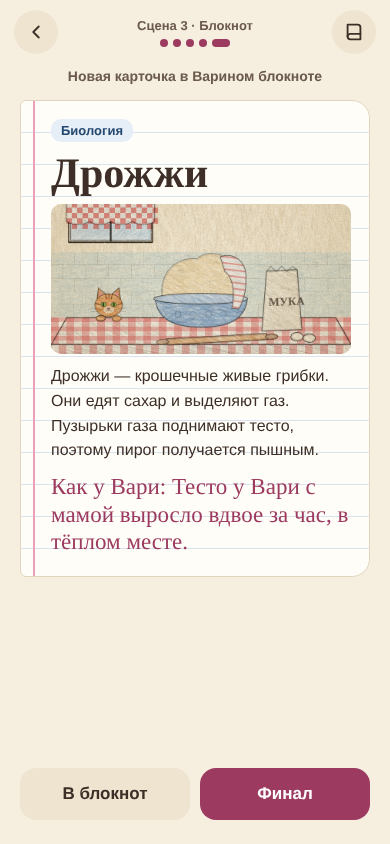 Сцена 3 · Блокнот
Новая карточка в Варином блокноте
Биология
Дрожжи
МУКА
Дрожжи — крошечные живые грибки.
Они едят сахар и выделяют газ.
Пузырьки газа поднимают тесто,
поэтому пирог получается пышным.
Как у Вари: Тесто у Вари с
мамой выросло вдвое за час, в
тёплом месте.
В блокнот
Финал